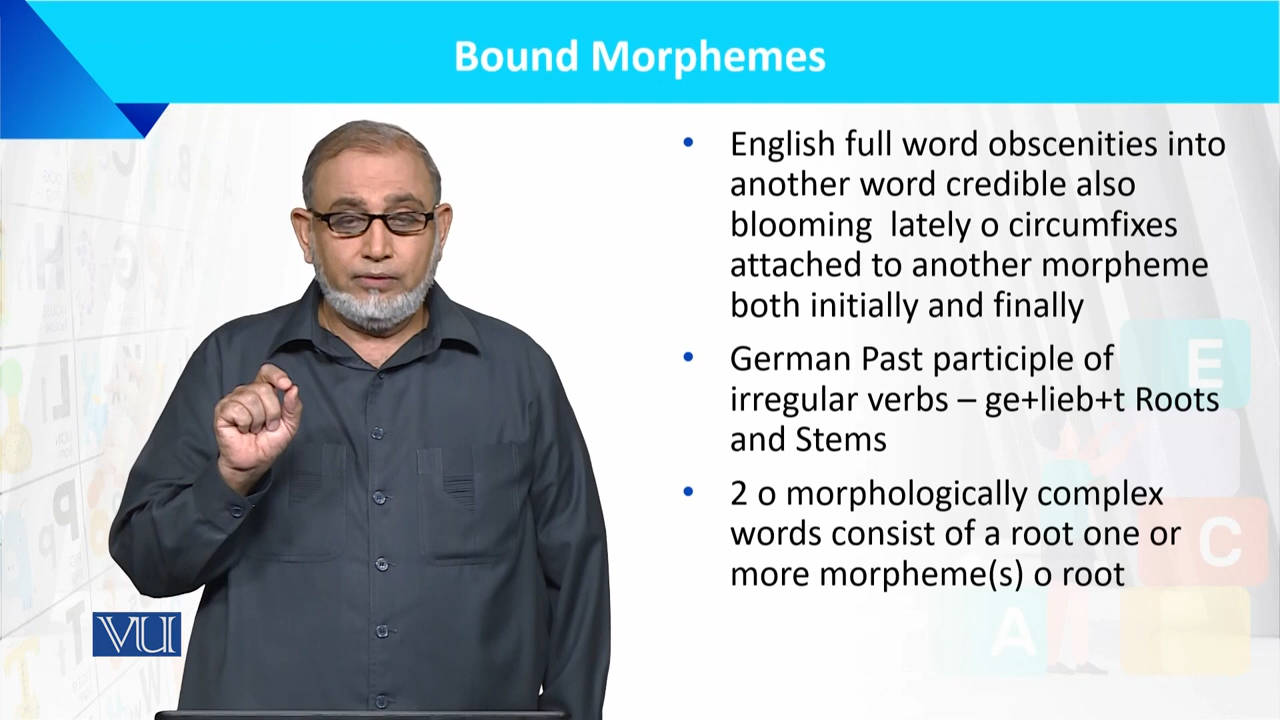 Bound Morphemes
• English full word obscenities into
another word credible also
blooming  lately o circumfixes
attached to another morpheme
both initially and finally
• German Past participle of
irregular verbs – ge+lieb+t Roots
and Stems
• 2 o morphologically complex
words consist of a root one or
more morpheme(s) o root
VU
E
C
A